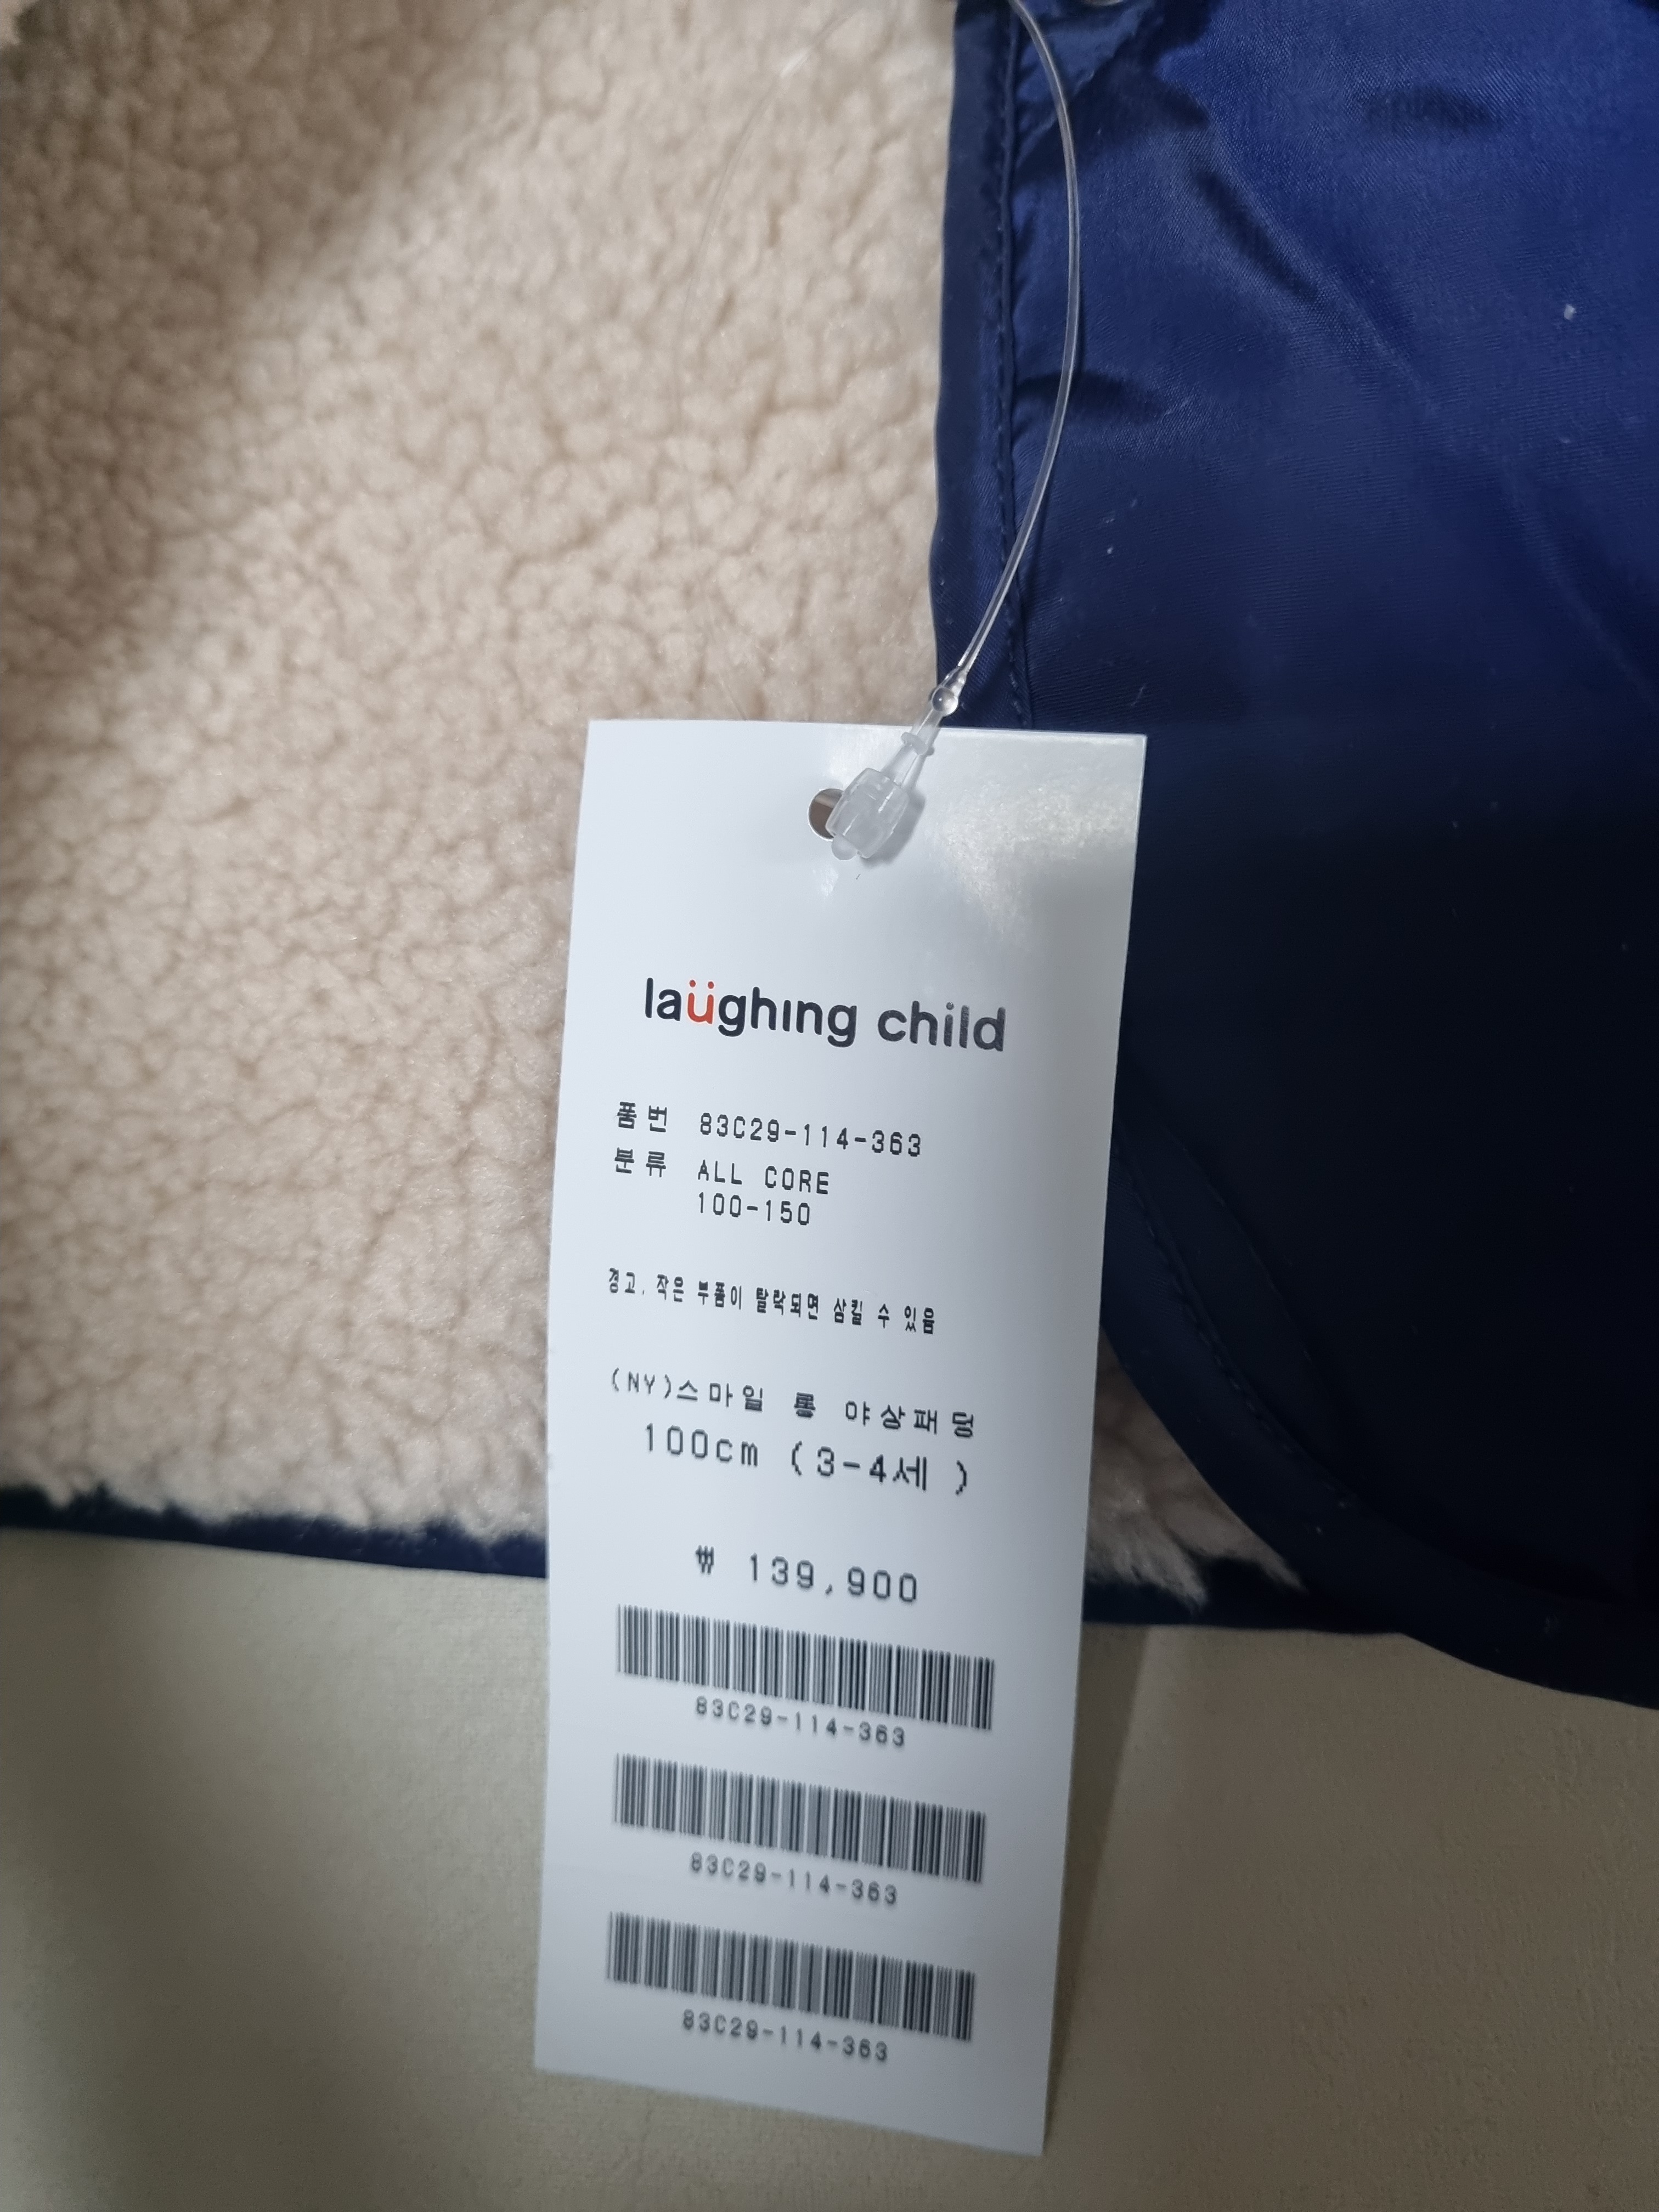 laüghing child
품번 83C29-114-363
분류 ALL CORE
100-150
경고. 작은 부품이 탈락되면 삼킬 수 있음
(NY)스마일 롱 야상패딩
100cm (3-4세 )
₩ 139,900
83C29-114-363
83C29-114-363
83C29-114-363